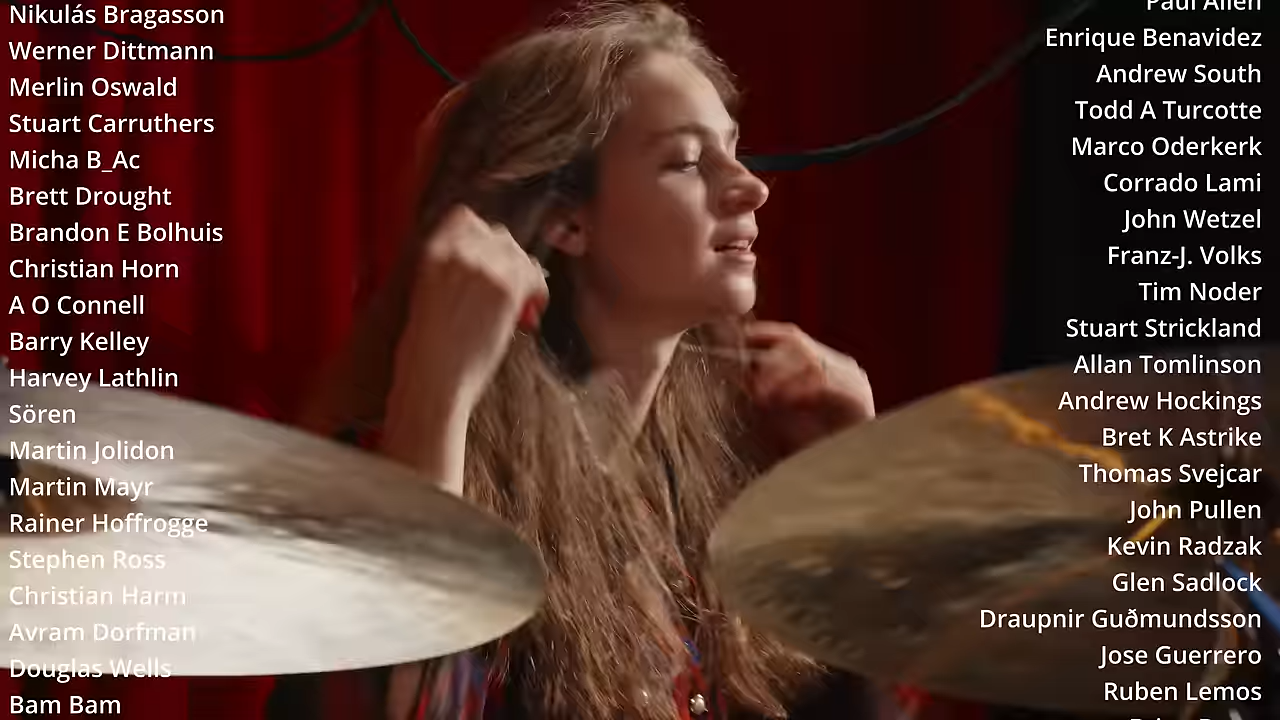 Nikulás Bragasson
Werner Dittmann
Merlin Oswald
Stuart Carruthers
Micha B_Ac
Brett Drought
Brandon E Bolhuis
Christian Horn
A O Connell
Barry Kelley
Harvey Lathlin
Sören
Martin Jolidon
Martin Mayr
Rainer Hoffrogge
Stephen Ross
Christian Harm
Avram Dorfman
Douglas Wells
Bam Bam
Paul Allen
Enrique Benavidez
Andrew South
Todd A Turcotte
Marco Oderkerk
Corrado Lami
John Wetzel
Franz-J. Volks
Tim Noder
Stuart Strickland
Allan Tomlinson
Andrew Hockings
Bret K Astrike
Thomas Svejcar
John Pullen
Kevin Radzak
Glen Sadlock
Draupnir Guðmundsson
Jose Guerrero
Ruben Lemos